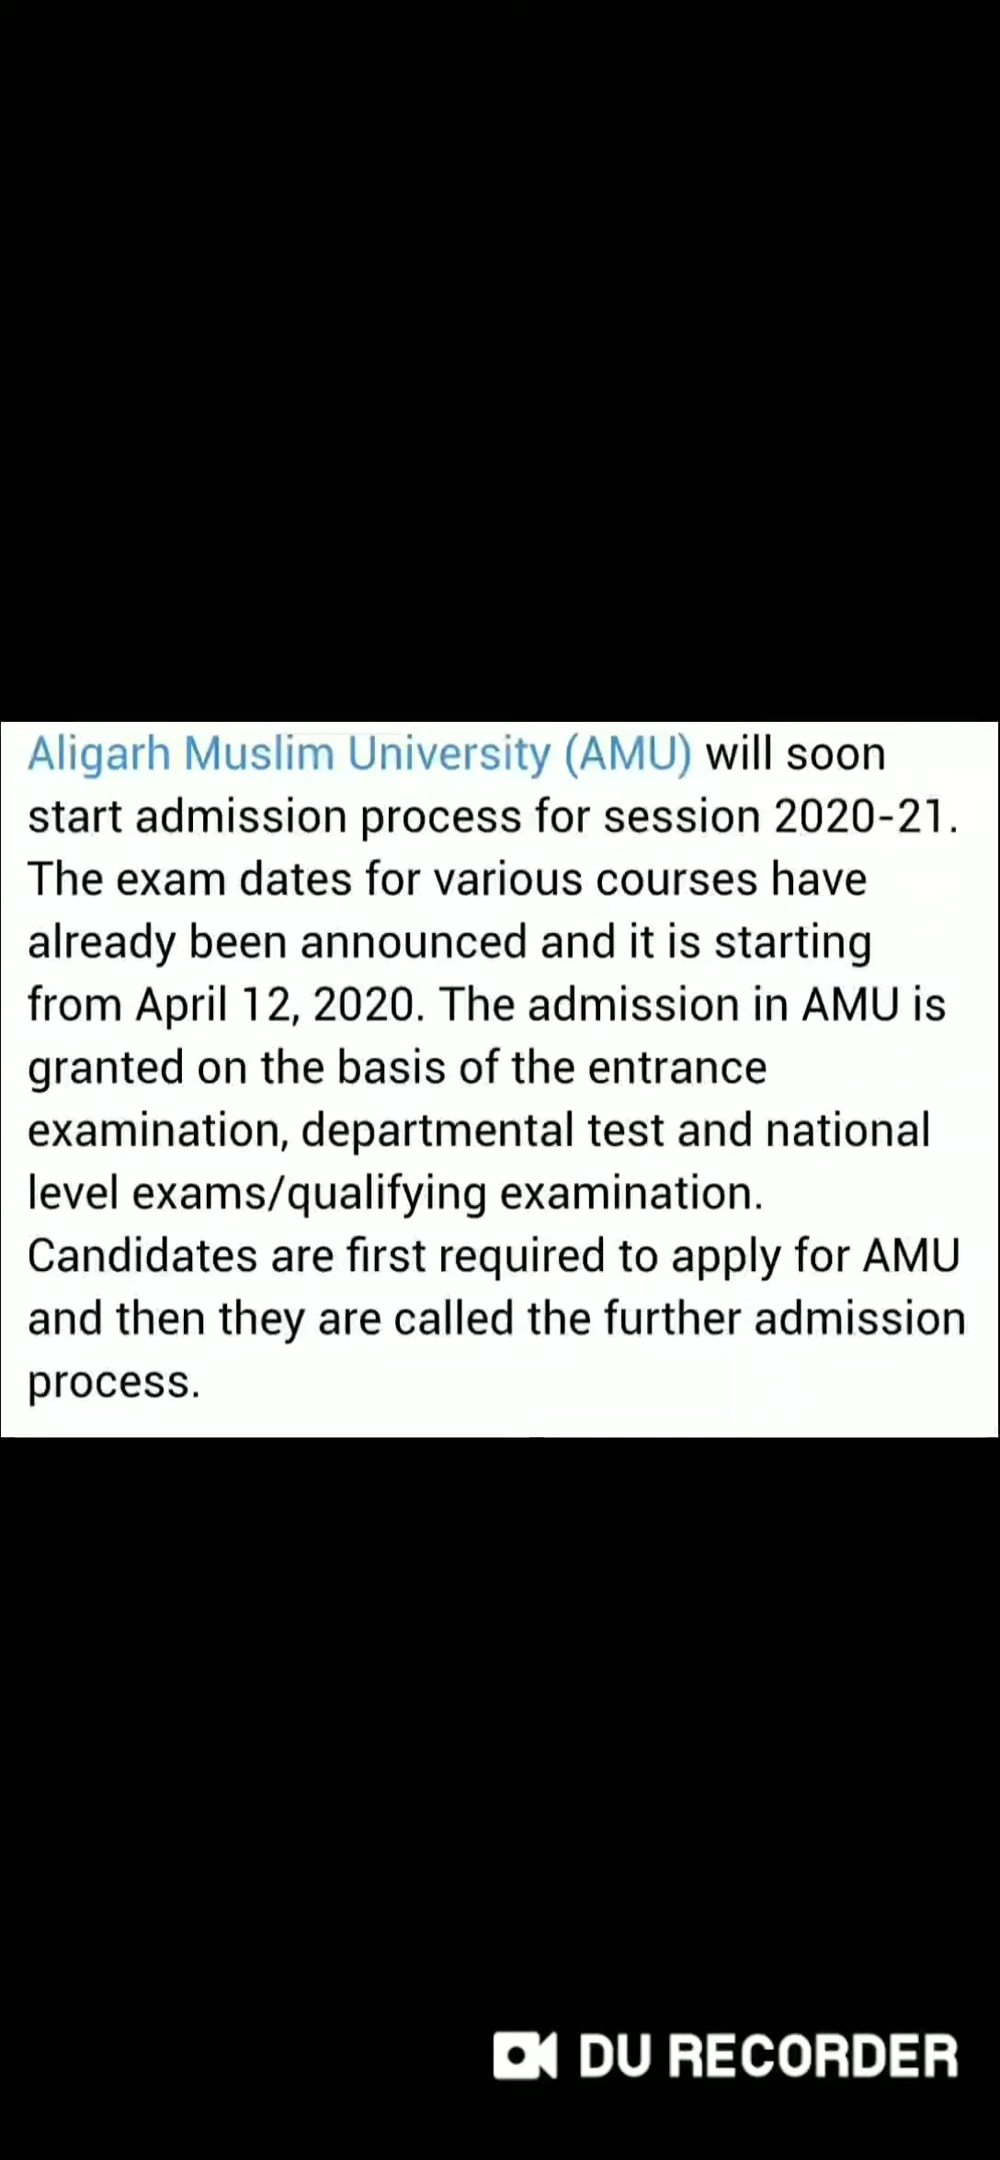 Aligarh Muslim University (AMU) will soon
start admission process for session 2020-21.
The exam dates for various courses have
already been announced and it is starting
from April 12, 2020. The admission in AMU is
granted on the basis of the entrance
examination, departmental test and national
level exams/qualifying examination.
Candidates are first required to apply for AMU
and then they are called the further admission
process.
DU RECORDER